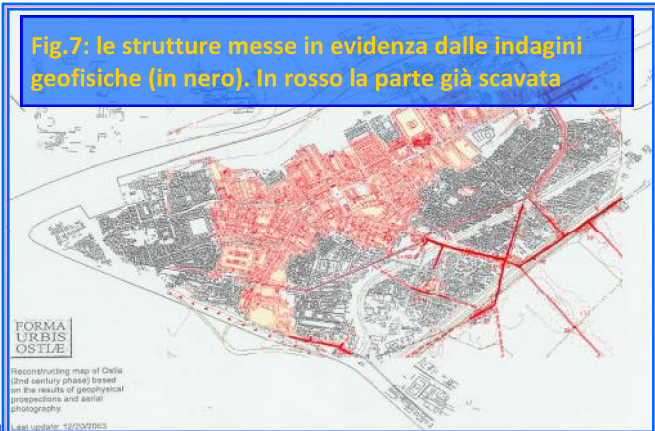 Fig.7: le strutture messe in evidenza dalle indagini
geofisiche (in nero). In rosso la parte già scavata
FORMA
URBIS
OSTIÆ
Reconstructing map of Ostia
(2nd century phase) based
on the results of geophysical
prospections and aerial
photography.
Last update: 12/20/2003